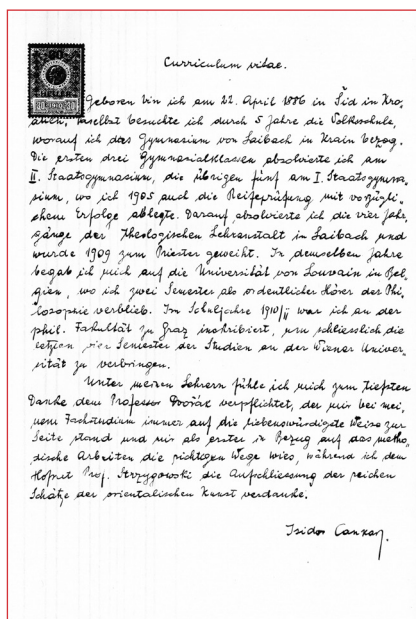 Curriculum vitae.
HELLER
Geboren bin ich am 22. April 1886 in Šid in Kro,
atien, daselbst besuchte ich durch 5 Jahre die Volksschule,
worauf ich das Gymnasium von Laibach in Krain bezog.
Die ersten drei Gymnasialklassen absolvierte ich am
II. Staatsgymnasium, die übrigen fünf am I. Staatsgymna,
sium, wo ich 1905 auch die Reifeprüfung mit vorzügli,
chem Erfolge ablegte. Darauf absolvierte ich die vier Jahr,
gänge der theologischen Lehranstalt in Laibach und
wurde 1909 zum Priester geweiht. In demselben Jahre
begab ich mich auf die Universität von Louvain in Bel,
gien, wo ich zwei Semester als ordentlicher Hörer der Phi,
losophie verblieb. Im Schuljahre 1910/11 war ich an der
phil. Fakultät zu Graz inskribiert, um schliesslich die
letzten vier Semester der Studien an der Wiener Univer,
sität zu verbringen.
Unter meinen Lehrern fühle ich mich zum tiefsten
Danke dem Professor Dvořák verpflichtet, der mir bei mei,
nem Fachstudium immer auf die liebenswürdigste Weise zur
Seite stand und mir als erster in Bezug auf das metho,
dische Arbeiten die richtigen Wege wies, während ich dem
Hofrat Prof. Strzygowski die Aufschliessung der reichen
Schätze der orientalischen Kunst verdanke.
Isidor Cankar.